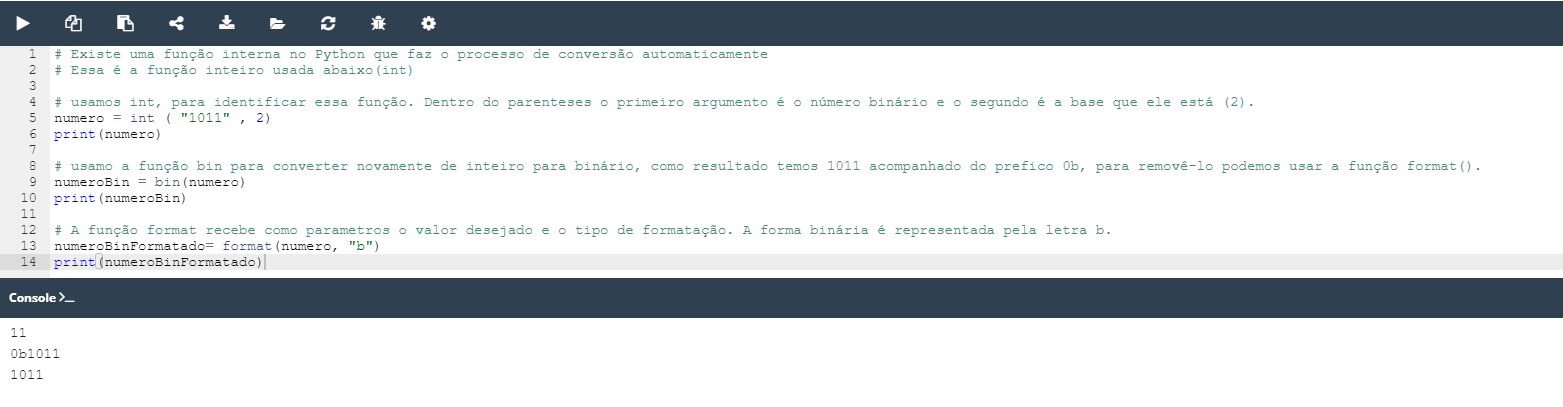 1 # Existe uma função interna no Python que faz o processo de conversão automaticamente
2 # Essa é a função inteiro usada abaixo(int)
3
4 # usamos int, para identificar essa função. Dentro do parenteses o primeiro argumento é o número binário e o segundo é a base que ele está (2).
5 numero = int ( "1011" , 2)
6 print(numero)
7
8 # usamo a função bin para converter novamente de inteiro para binário, como resultado temos 1011 acompanhado do prefico 0b, para removê-lo podemos usar a função format().
9 numeroBin = bin(numero)
10 print(numeroBin)
11
12 # A função format recebe como parametros o valor desejado e o tipo de formatação. A forma binária é representada pela letra b.
13 numeroBinFormatado= format(numero, "b")
14 print(numeroBinFormatado)
Console >_
11
0b1011
1011